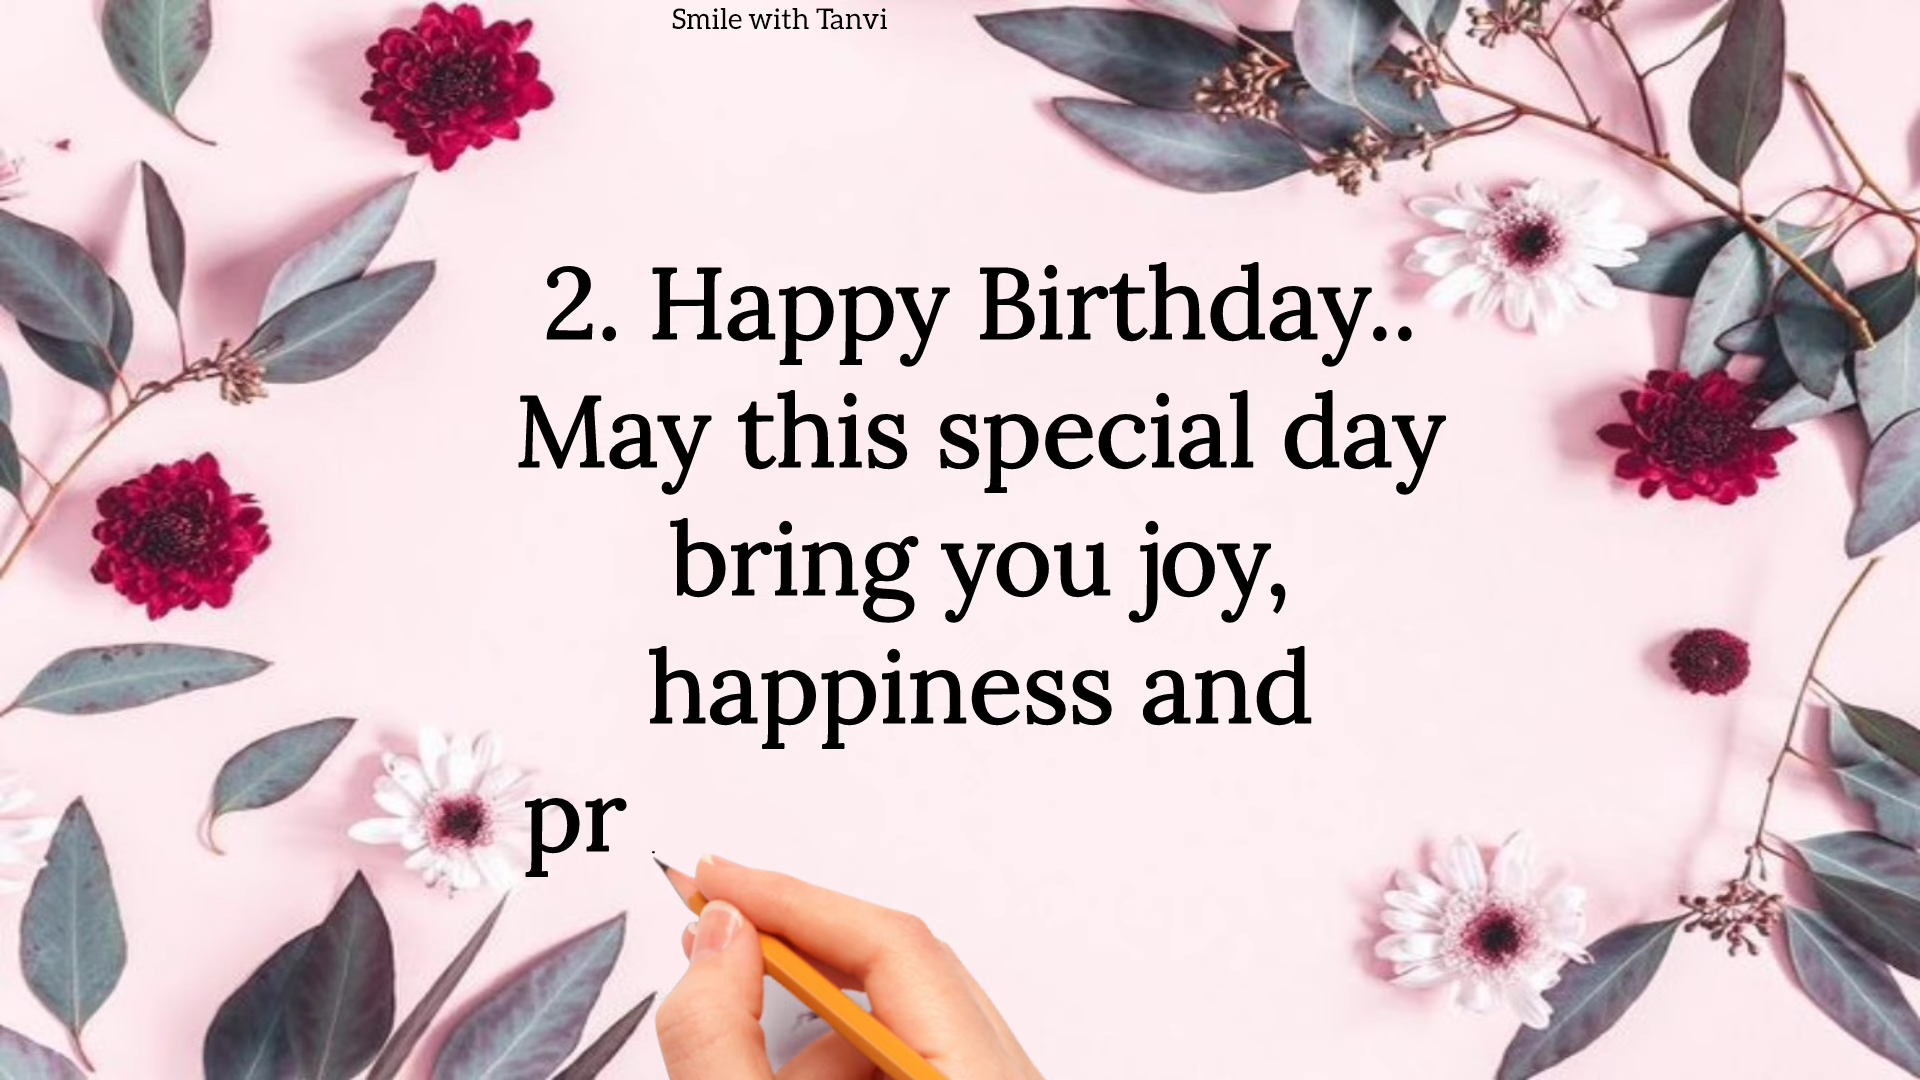 Smile with Tanvi
2. Happy Birthday..
May this special day
bring you joy,
happiness and
pr